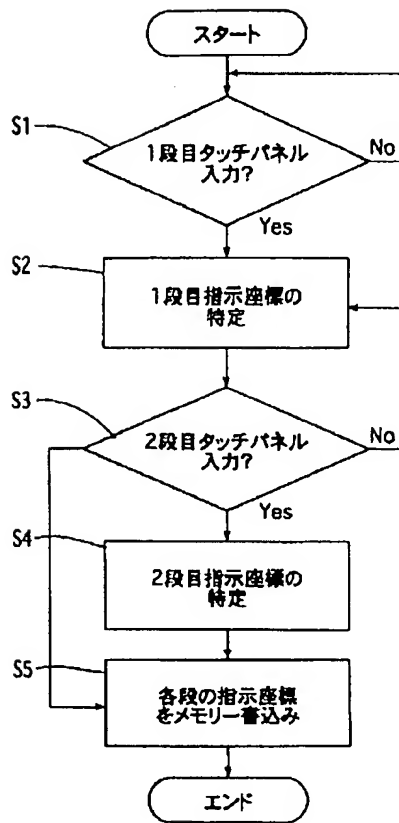 スタート
S1
1段目タッチパネル
入力?
No
Yes
S2
1段目指示座標の
特定
S3
2段目タッチパネル
入力?
No
Yes
S4
2段目指示座標の
特定
S5
各段の指示座標
をメモリー書込み
エンド